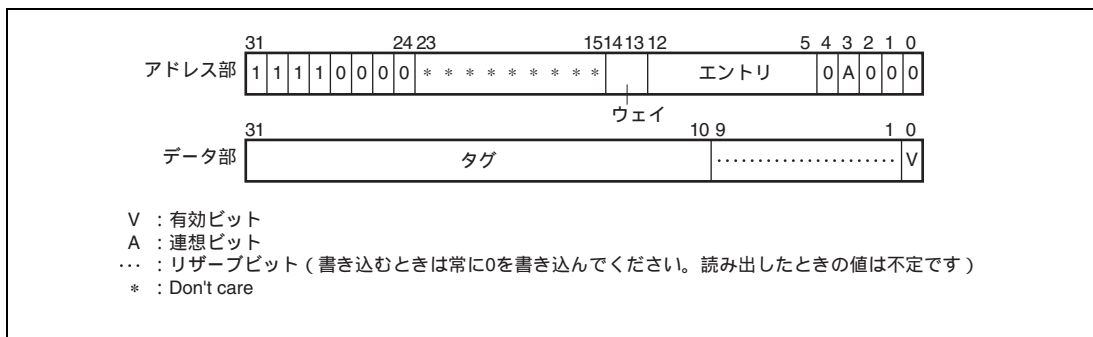 31 24 23 15 14 13 12 5 4 3 2 1 0
アドレス部 1 1 1 1 0 0 0 0 * * * * * * * * * エントリ 0 A 0 0 0
ウェイ
31 10 9 1 0
データ部 タグ ...................... V
V : 有効ビット
A : 連想ビット
… : リザーブビット ( 書き込むときは常に0を書き込んでください。読み出したときの値は不定です )
* : Don't care